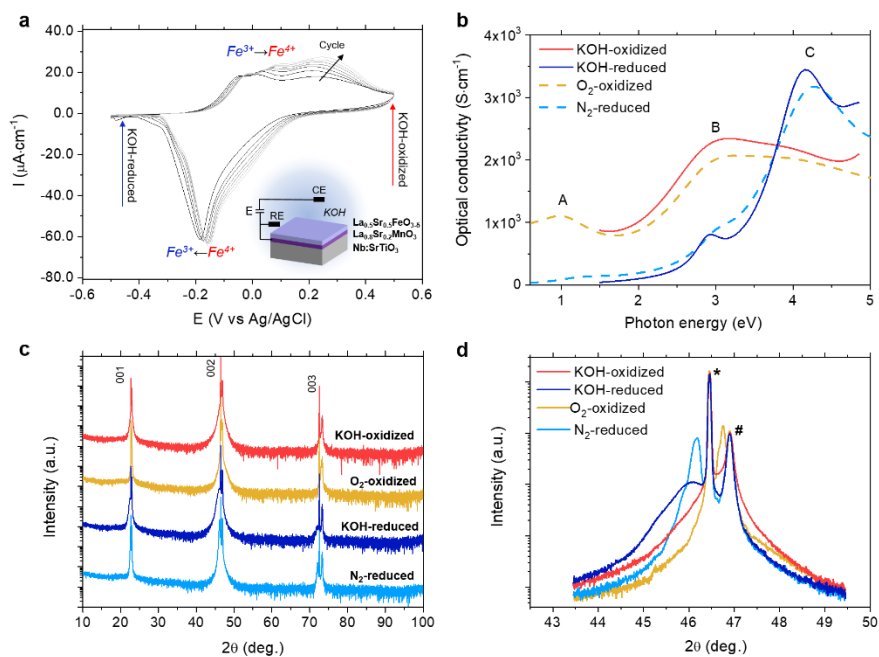 a
60.0
40.0
20.0
0.0
-20.0
-40.0
-60.0
-80.0
I (μA·cm⁻¹)
Fe³⁺→Fe⁴⁺
Cycle
KOH-reduced
KOH-oxidized
Fe³⁺←Fe⁴⁺
CE
E
RE
KOH
La₀.₅Sr₀.₅FeO₃₋δ
La₀.₈Sr₀.₂MnO₃
Nb:SrTiO₃
-0.6 -0.4 -0.2 0.0 0.2 0.4 0.6
E (V vs Ag/AgCl)
b
4x10³
3x10³
2x10³
1x10³
0
Optical conductivty (S·cm⁻¹)
KOH-oxidized
KOH-reduced
O₂-oxidized
N₂-reduced
A
B
C
1 2 3 4 5
Photon energy (eV)
c
Intensity (a.u.)
001
002
003
KOH-oxidized
O₂-oxidized
KOH-reduced
N₂-reduced
10 20 30 40 50 60 70 80 90 100
2θ (deg.)
d
Intensity (a.u.)
KOH-oxidized
KOH-reduced
O₂-oxidized
N₂-reduced
*
#
43 44 45 46 47 48 49 50
2θ (deg.)